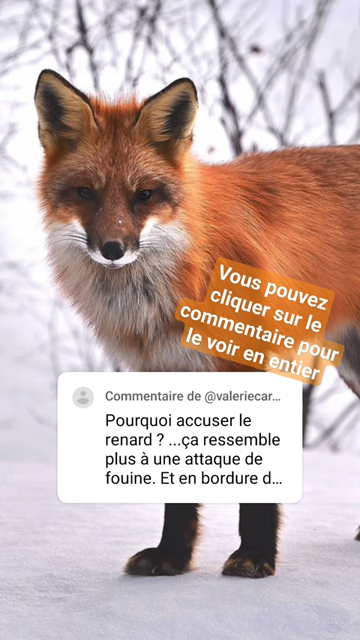 Vous pouvez
cliquer sur le
commentaire pour
le voir en entier
Commentaire de @valeriecar...
Pourquoi accuser le
renard ? ...ça ressemble
plus à une attaque de
fouine. Et en bordure d...